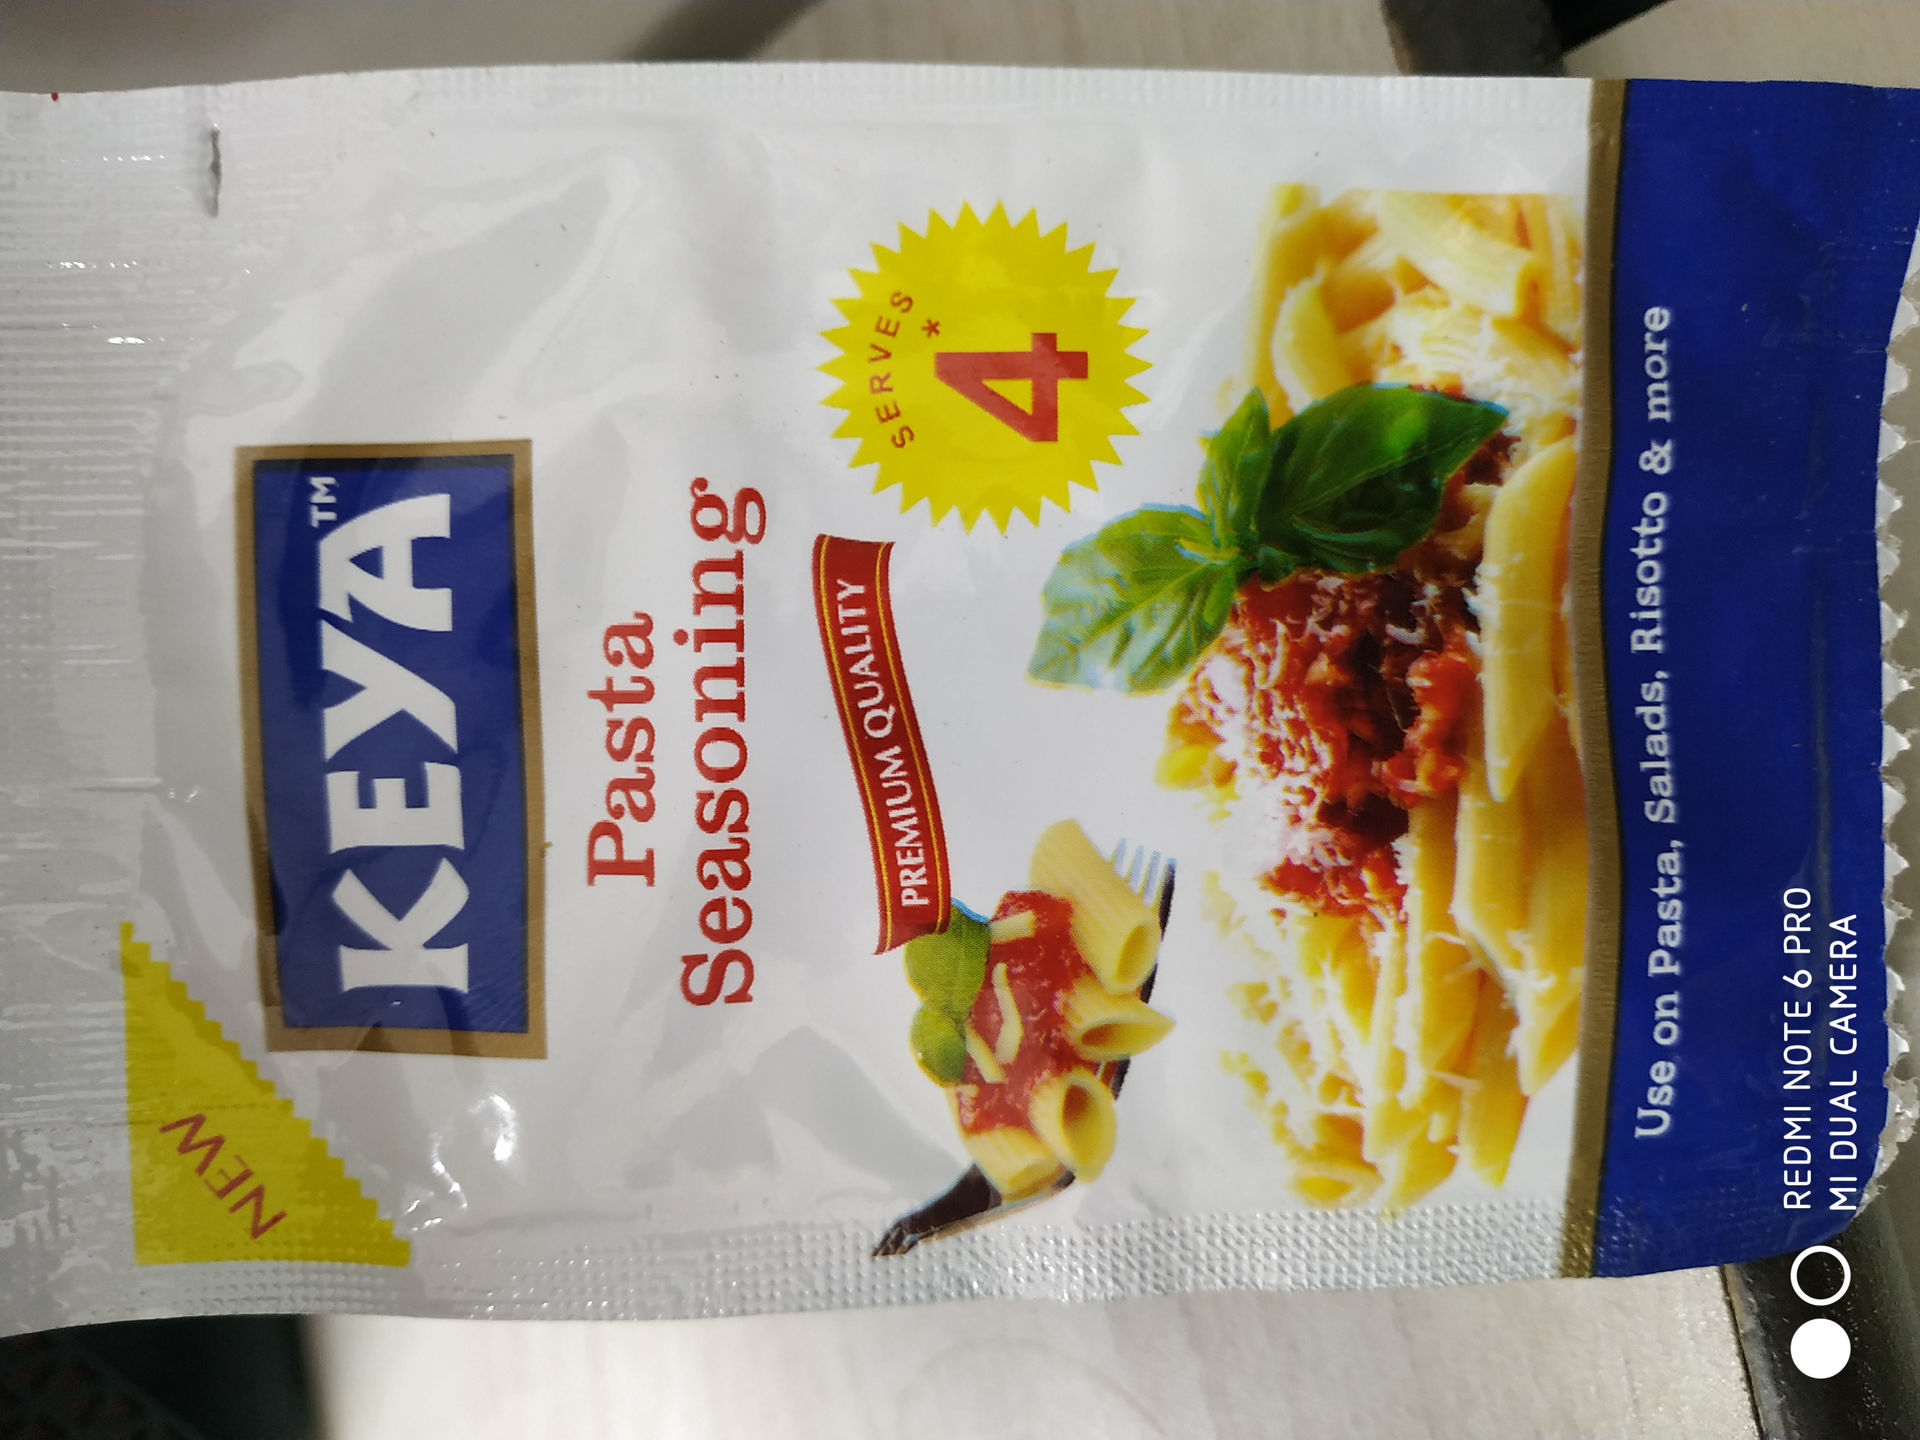 NEW
KEYA™
Pasta
Seasoning
SERVES
4*
PREMIUM QUALITY
Use on Pasta, Salads, Risotto & more
REDMI NOTE 6 PRO
MI DUAL CAMERA